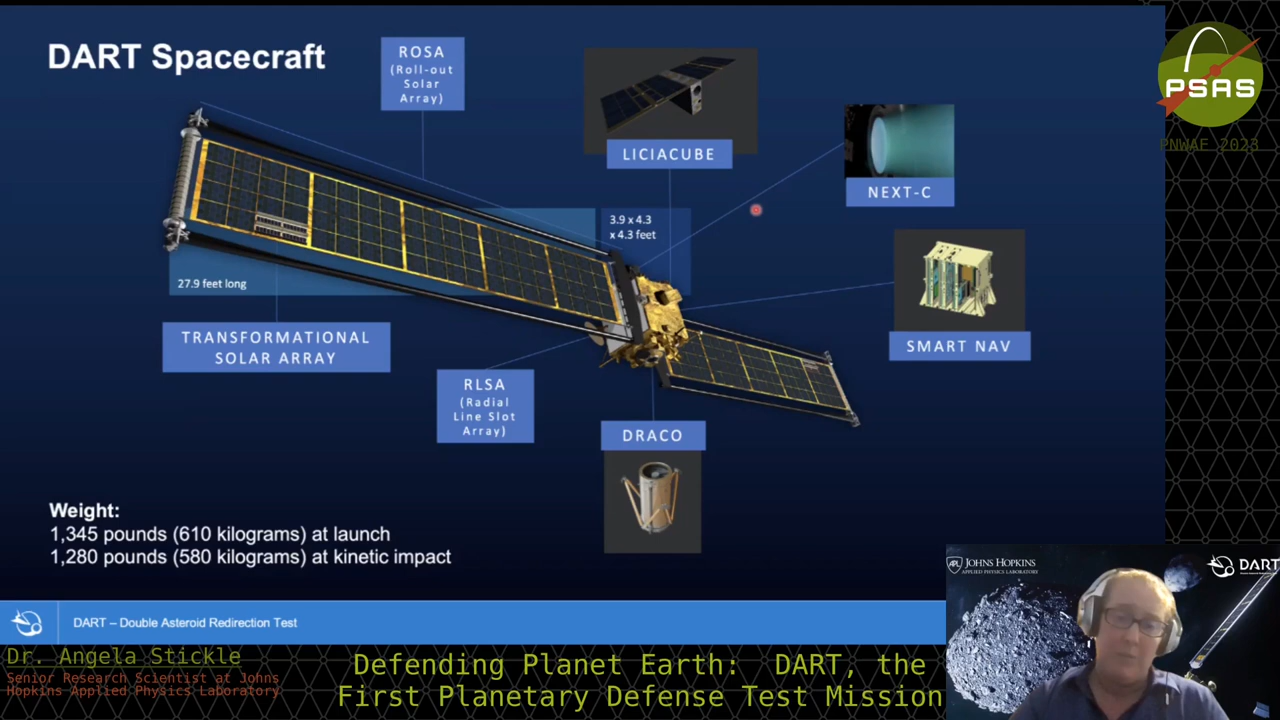 DART Spacecraft
ROSA
(Roll-out
Solar
Array)
LICIACUBE
NEXT-C
3.9 x 4.3
x 4.3 feet
27.9 feet long
TRANSFORMATIONAL
SOLAR ARRAY
SMART NAV
RLSA
(Radial
Line Slot
Array)
DRACO
Weight:
1,345 pounds (610 kilograms) at launch
1,280 pounds (580 kilograms) at kinetic impact
DART – Double Asteroid Redirection Test
PSAS
PNWAF 2023
APL
JOHNS HOPKINS
APPLIED PHYSICS LABORATORY
DART
Dr. Angela Stickle
Senior Research Scientist at Johns
Hopkins Applied Physics Laboratory
Defending Planet Earth: DART, the
First Planetary Defense Test Mission